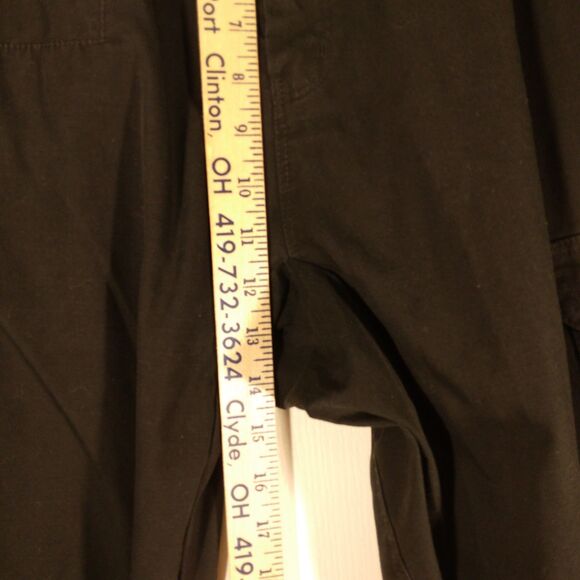 Port Clinton, OH 419-732-3624 Clyde, OH 419
7 8 9 10 11 12 13 14 15 16 17